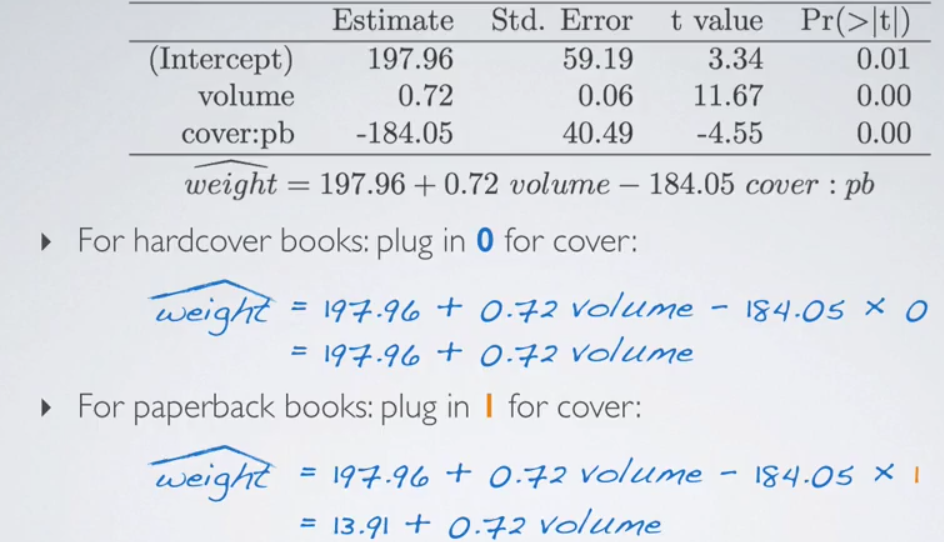 Estimate Std. Error t value Pr(>|t|)
(Intercept) 197.96 59.19 3.34 0.01
volume 0.72 0.06 11.67 0.00
cover:pb -184.05 40.49 -4.55 0.00
\widehat{weight} = 197.96 + 0.72 volume − 184.05 cover : pb
▸ For hardcover books: plug in 0 for cover:
\widehat{weight} = 197.96 + 0.72 volume - 184.05 × 0
= 197.96 + 0.72 volume
▸ For paperback books: plug in 1 for cover:
\widehat{weight} = 197.96 + 0.72 volume - 184.05 × 1
= 13.91 + 0.72 volume